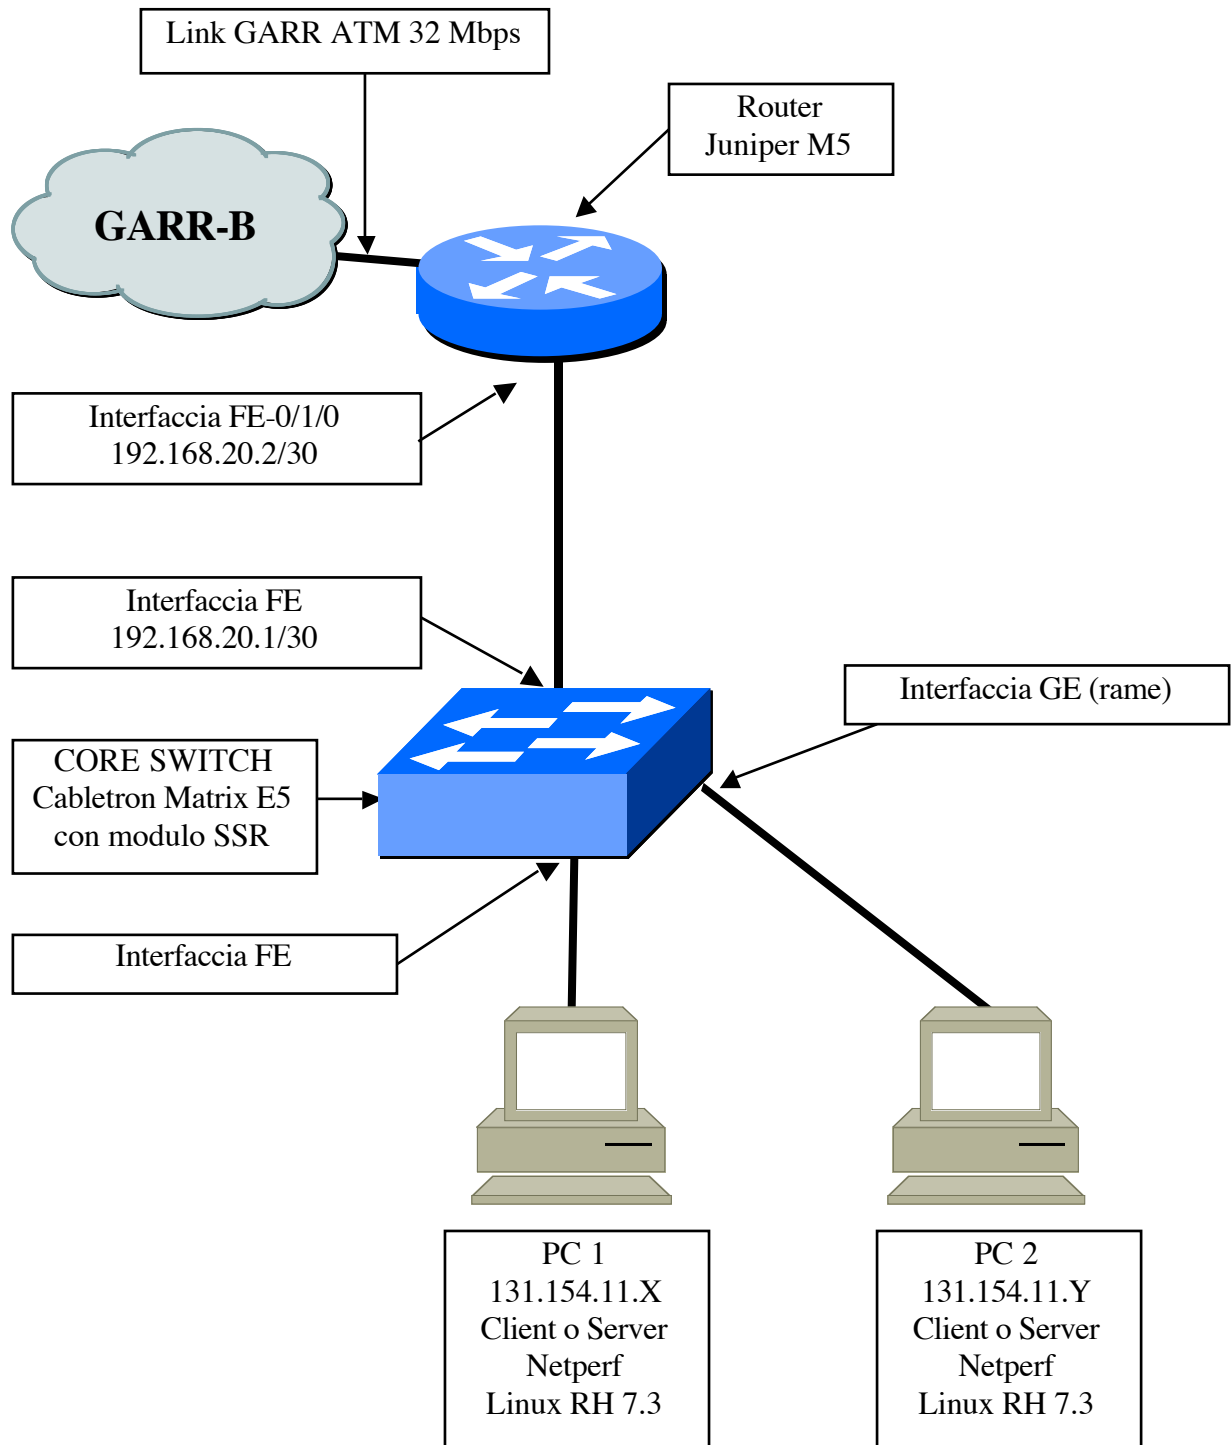 Link GARR ATM 32 Mbps
Router
Juniper M5
GARR-B
Interfaccia FE-0/1/0
192.168.20.2/30
Interfaccia FE
192.168.20.1/30
Interfaccia GE (rame)
CORE SWITCH
Cabletron Matrix E5
con modulo SSR
Interfaccia FE
PC 1
131.154.11.X
Client o Server
Netperf
Linux RH 7.3
PC 2
131.154.11.Y
Client o Server
Netperf
Linux RH 7.3